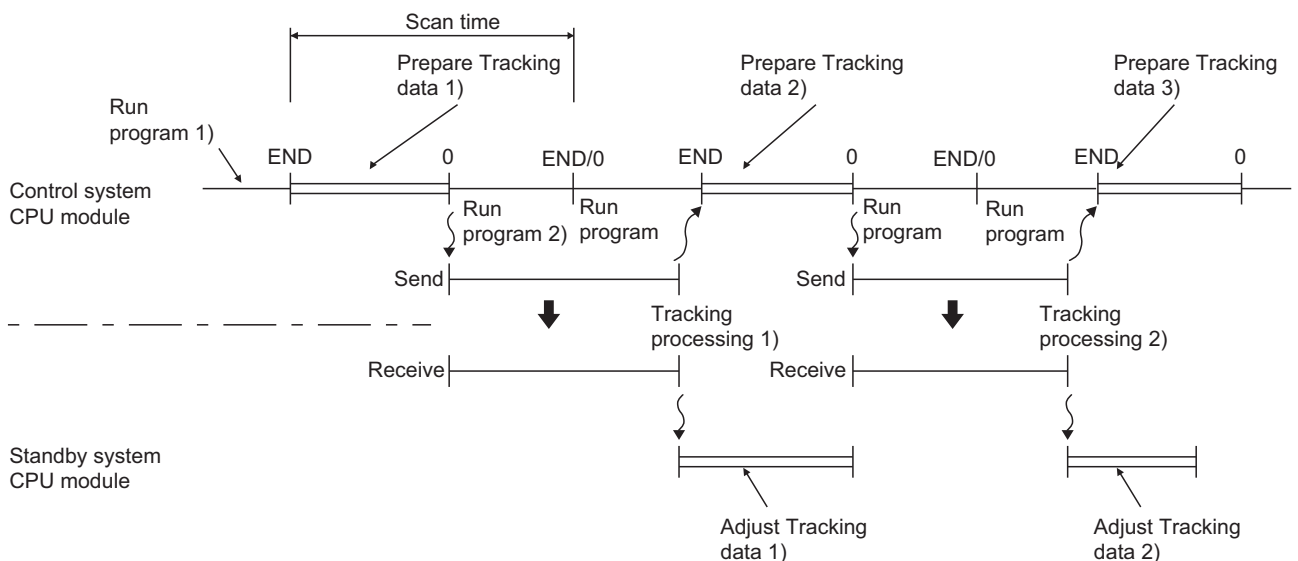 Scan time
Prepare Tracking
data 1)
Prepare Tracking
data 2)
Prepare Tracking
data 3)
Run
program 1)
END
0
END/0
END
0
END/0
END
0
Control system
CPU module
Run
program 2)
Run
program
Run
program
Run
program
Send
Send
Tracking
processing 1)
Tracking
processing 2)
Receive
Receive
Standby system
CPU module
Adjust Tracking
data 1)
Adjust Tracking
data 2)